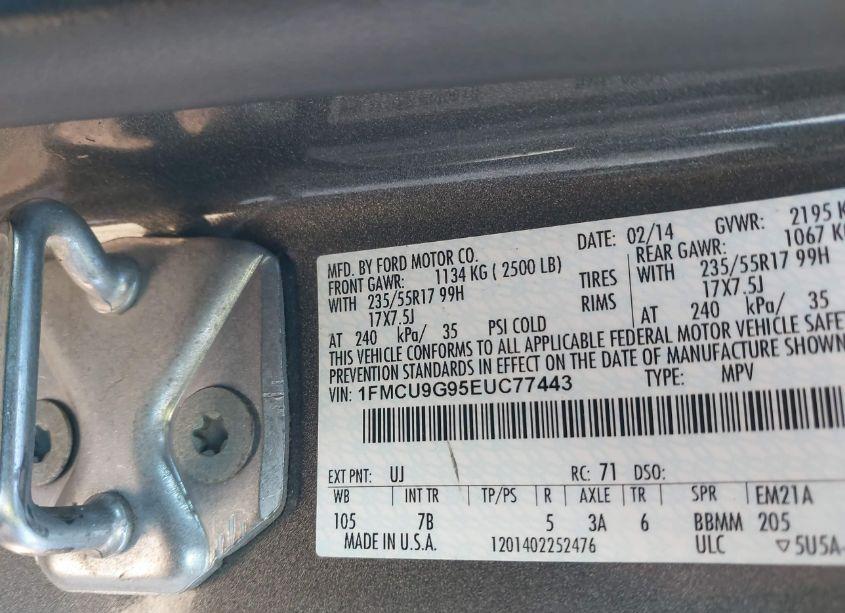 MFD. BY FORD MOTOR CO. DATE: 02/14 GVWR: 2195 K
FRONT GAWR: 1134 KG ( 2500 LB) REAR GAWR: 1067 KG
WITH 235/55R17 99H TIRES WITH 235/55R17 99H
17X7.5J RIMS 17X7.5J
AT 240 kPa/ 35 PSI COLD AT 240 kPa/ 35
THIS VEHICLE CONFORMS TO ALL APPLICABLE FEDERAL MOTOR VEHICLE SAFETY
PREVENTION STANDARDS IN EFFECT ON THE DATE OF MANUFACTURE SHOWN
VIN: 1FMCU9G95EUC77443 TYPE: MPV
EXT PNT: UJ RC: 71 DSO:
WB INT TR TP/PS R AXLE TR SPR EM21A
105 7B 5 3A 6 BBMM 205
MADE IN U.S.A. 1201402252476 ULC ▽5U5A-